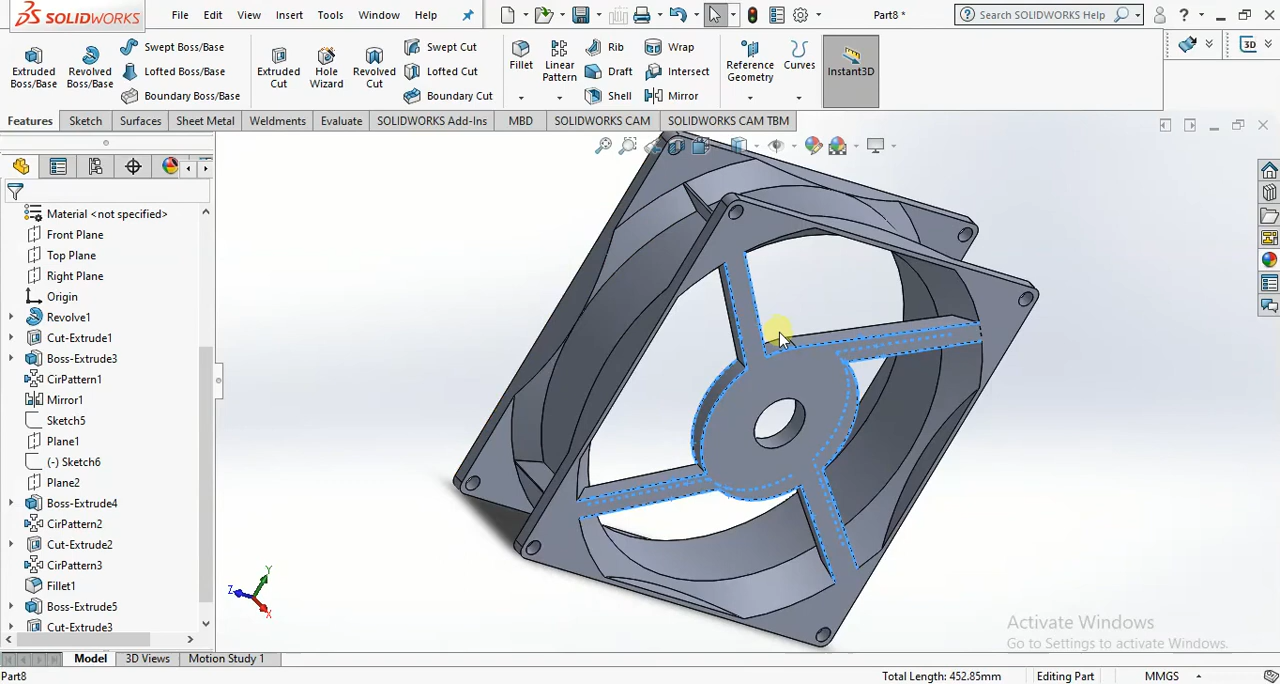 SOLIDWORKS File Edit View Insert Tools Window Help Part8 * Search SOLIDWORKS Help ?
Extruded Boss/Base
Revolved Boss/Base
Swept Boss/Base
Lofted Boss/Base
Boundary Boss/Base
Extruded Cut
Hole Wizard
Revolved Cut
Swept Cut
Lofted Cut
Boundary Cut
Fillet
Linear Pattern
Rib
Draft
Shell
Wrap
Intersect
Mirror
Reference Geometry
Curves
Instant3D
3D
Features Sketch Surfaces Sheet Metal Weldments Evaluate SOLIDWORKS Add-Ins MBD SOLIDWORKS CAM SOLIDWORKS CAM TBM
Material <not specified>
Front Plane
Top Plane
Right Plane
Origin
Revolve1
Cut-Extrude1
Boss-Extrude3
CirPattern1
Mirror1
Sketch5
Plane1
(-) Sketch6
Plane2
Boss-Extrude4
CirPattern2
Cut-Extrude2
CirPattern3
Fillet1
Boss-Extrude5
Cut-Extrude3
Y
Z
X
Activate Windows
Go to Settings to activate Windows.
Model 3D Views Motion Study 1
Part8 Total Length: 452.85mm Editing Part MMGS